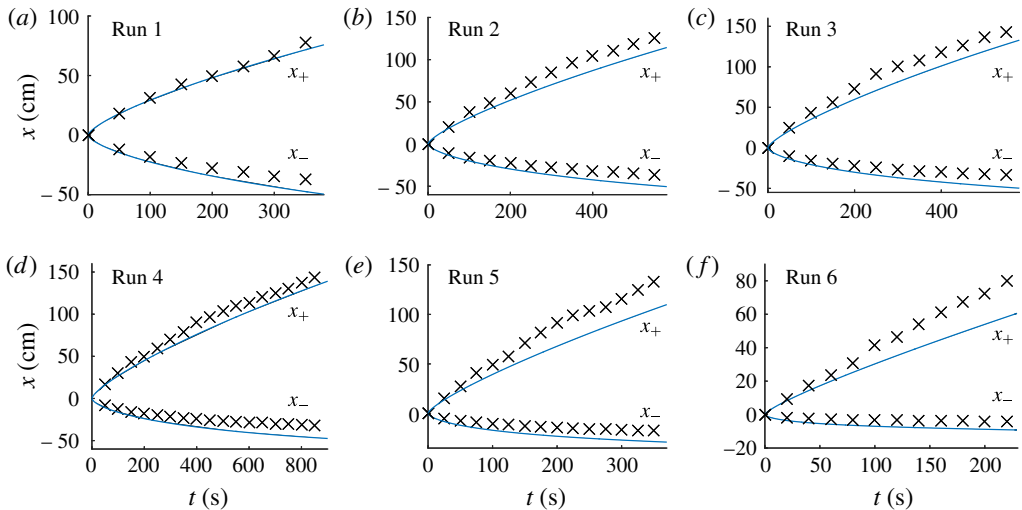 (a) Run 1
100
50
0
– 50
x (cm)
x+
x–
0 100 200 300
(b) Run 2
150
100
50
0
– 50
x+
x–
0 200 400
(c) Run 3
150
100
50
0
– 50
x+
x–
0 200 400
(d) Run 4
150
100
50
0
– 50
x (cm)
x+
x–
0 200 400 600 800
t (s)
(e) Run 5
150
100
50
0
–50
x+
x–
0 100 200 300
t (s)
(f) Run 6
80
60
40
20
0
–20
x+
x–
0 50 100 150 200
t (s)